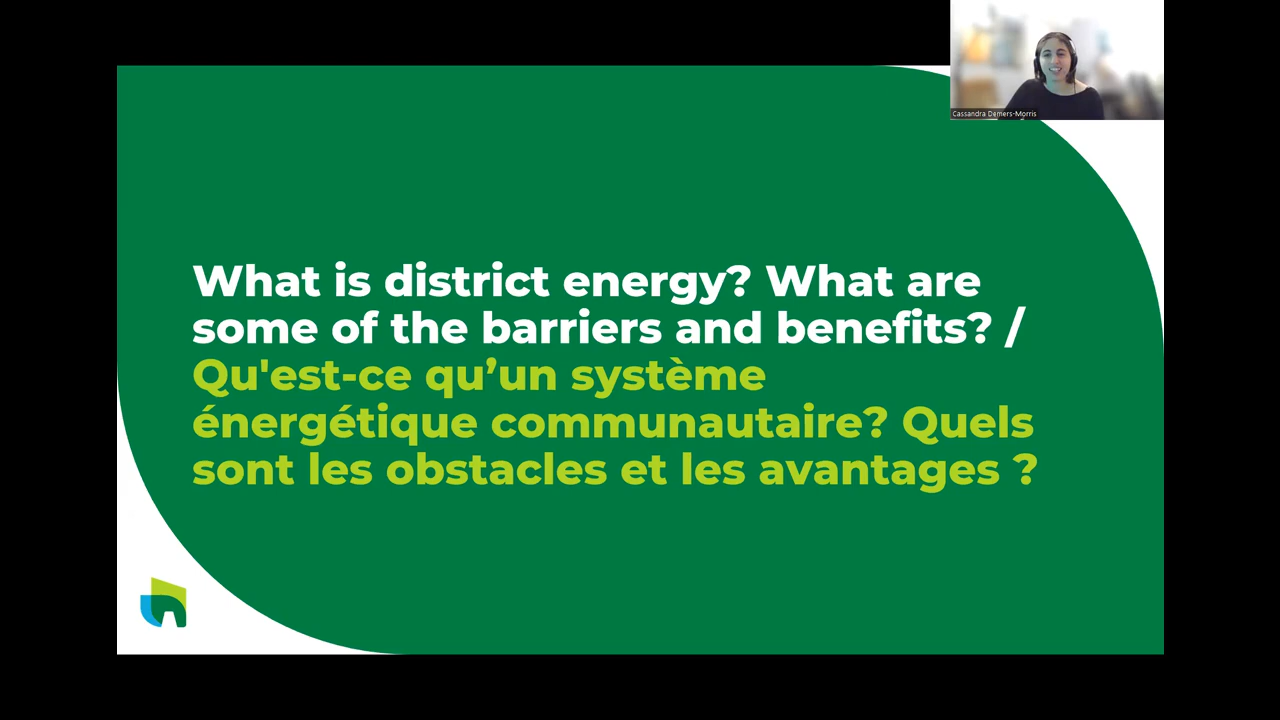 Cassandra Demers-Morris
What is district energy? What are
some of the barriers and benefits? /
Qu'est-ce qu’un système
énergétique communautaire? Quels
sont les obstacles et les avantages ?